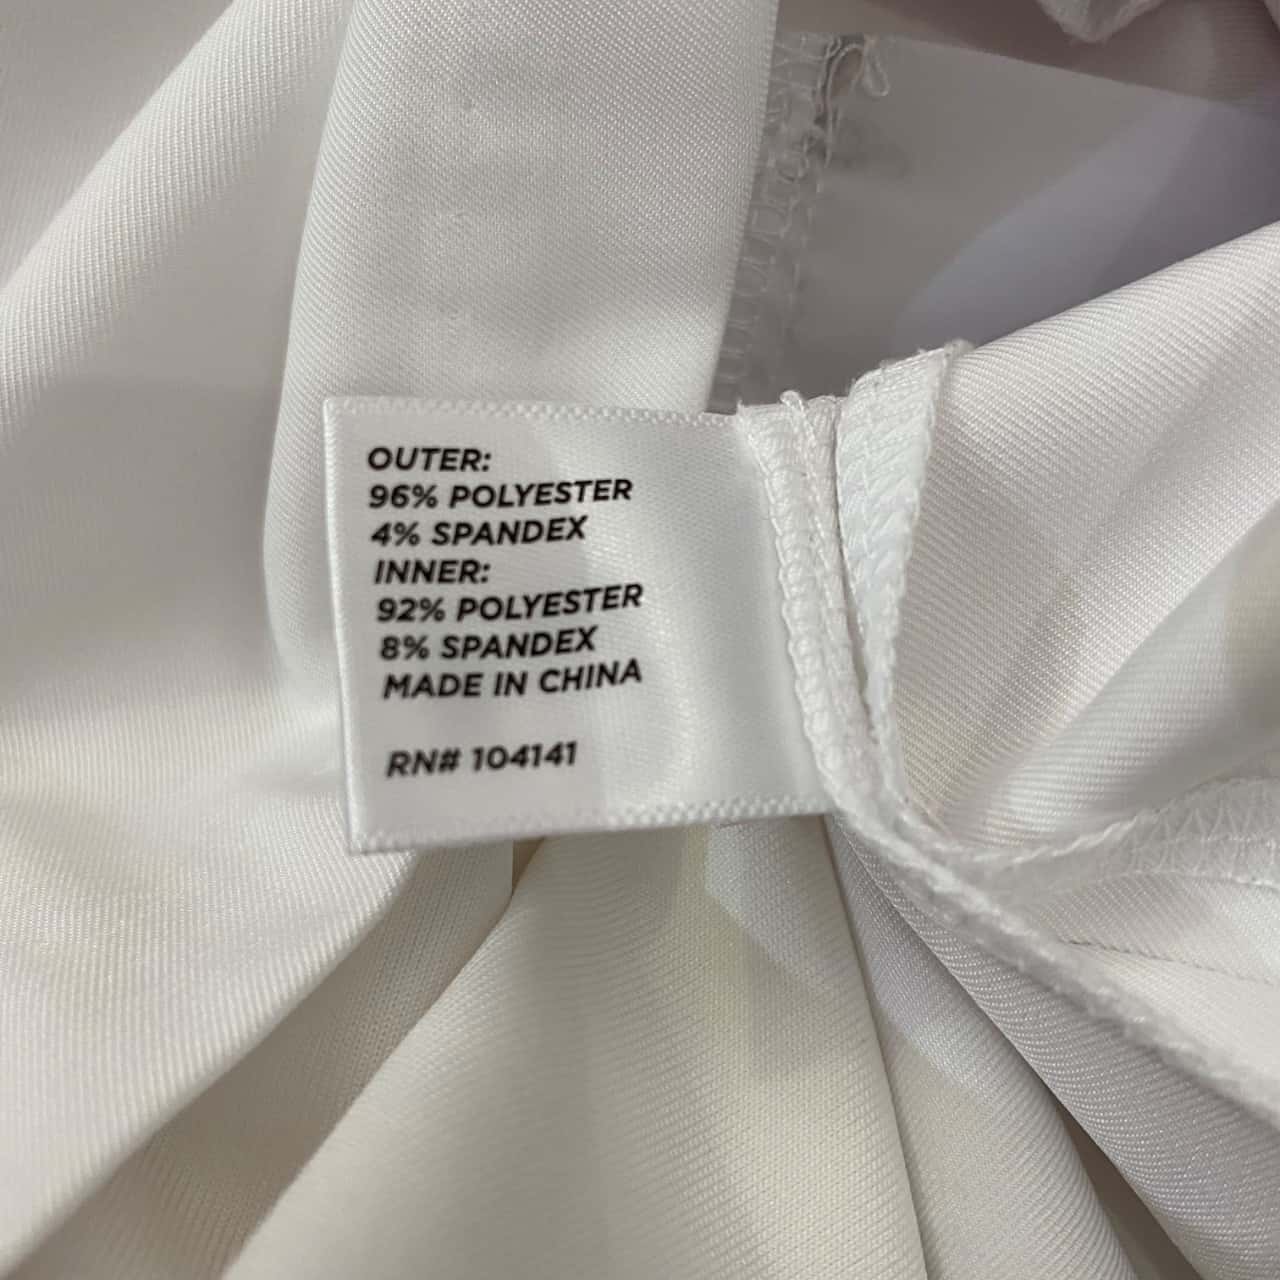 OUTER:
96% POLYESTER
4% SPANDEX
INNER:
92% POLYESTER
8% SPANDEX
MADE IN CHINA
RN# 104141